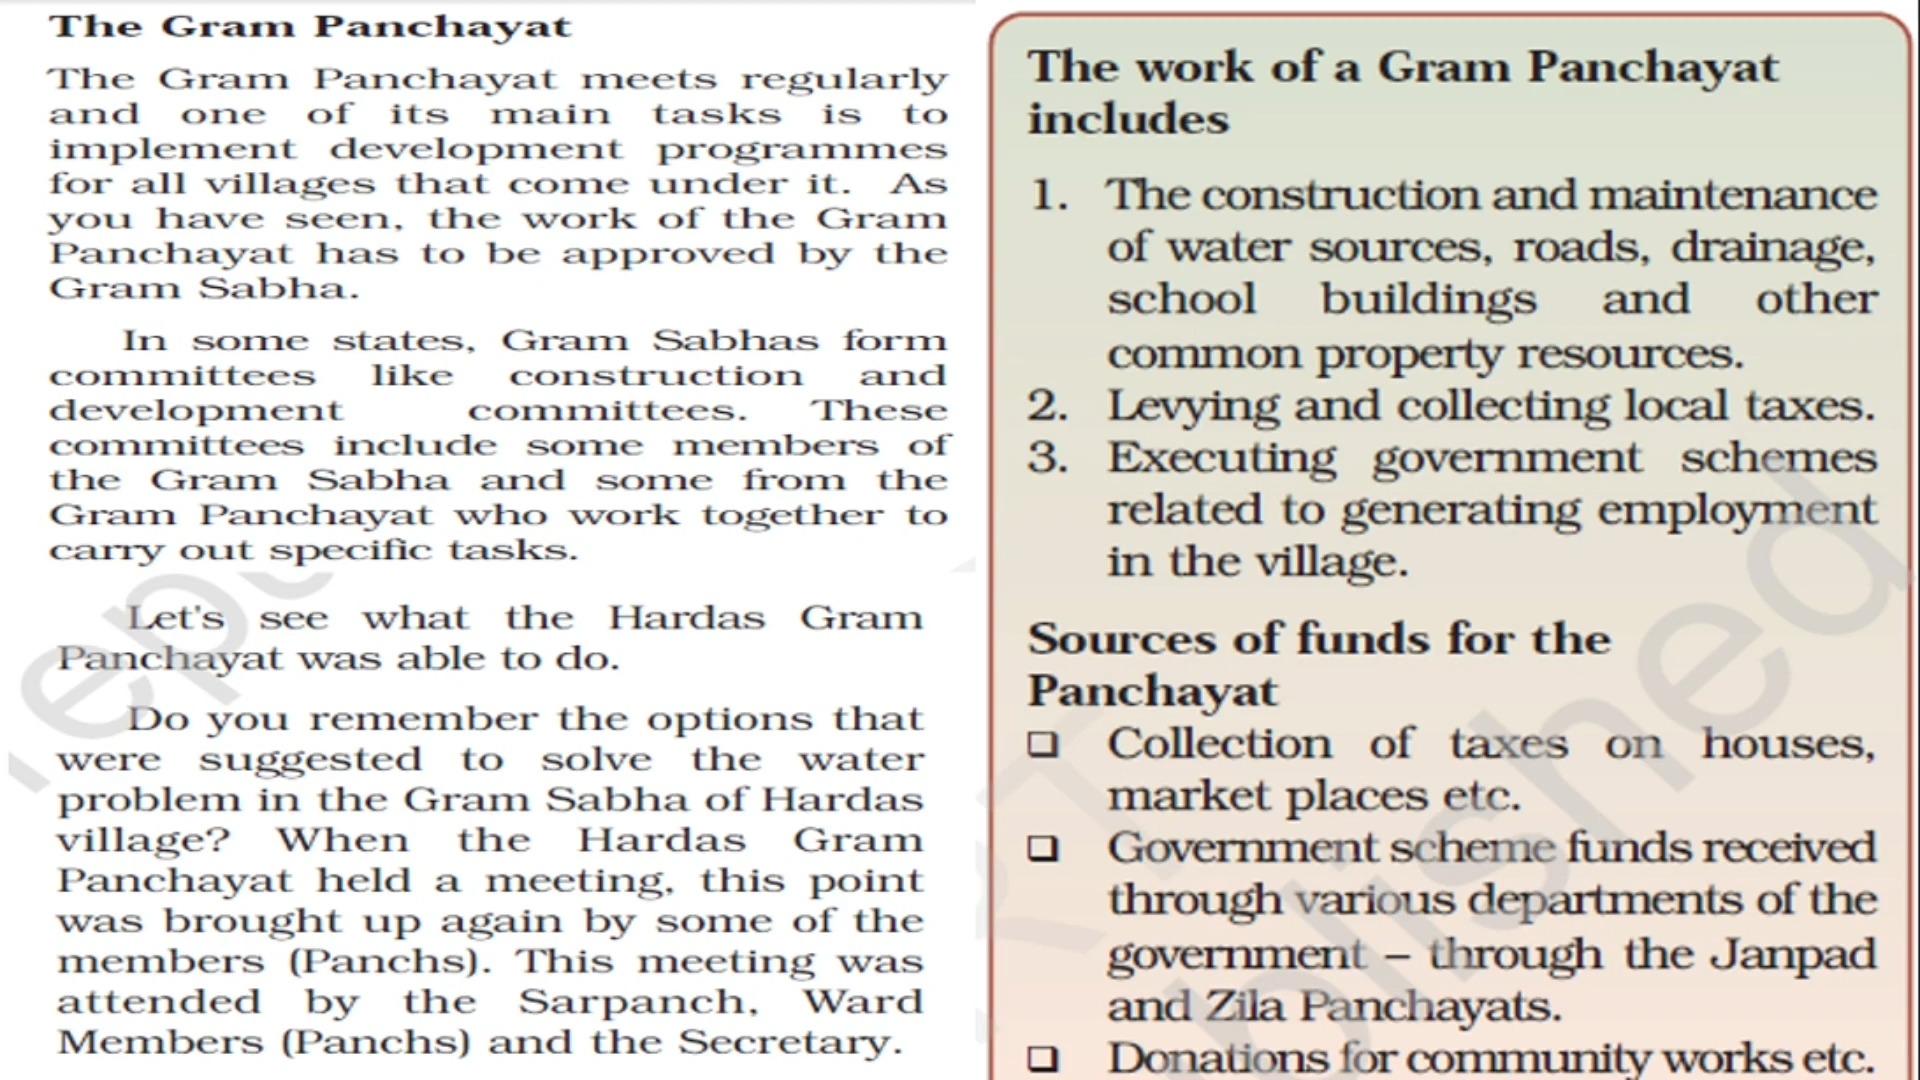 The Gram Panchayat
The Gram Panchayat meets regularly
and one of its main tasks is to
implement development programmes
for all villages that come under it. As
you have seen, the work of the Gram
Panchayat has to be approved by the
Gram Sabha.
In some states, Gram Sabhas form
committees like construction and
development committees. These
committees include some members of
the Gram Sabha and some from the
Gram Panchayat who work together to
carry out specific tasks.
Let's see what the Hardas Gram
Panchayat was able to do.
Do you remember the options that
were suggested to solve the water
problem in the Gram Sabha of Hardas
village? When the Hardas Gram
Panchayat held a meeting, this point
was brought up again by some of the
members (Panchs). This meeting was
attended by the Sarpanch, Ward
Members (Panchs) and the Secretary.
The work of a Gram Panchayat
includes
1. The construction and maintenance
of water sources, roads, drainage,
school buildings and other
common property resources.
2. Levying and collecting local taxes.
3. Executing government schemes
related to generating employment
in the village.
Sources of funds for the
Panchayat
❑ Collection of taxes on houses,
market places etc.
❑ Government scheme funds received
through various departments of the
government – through the Janpad
and Zila Panchayats.
❑ Donations for community works etc.